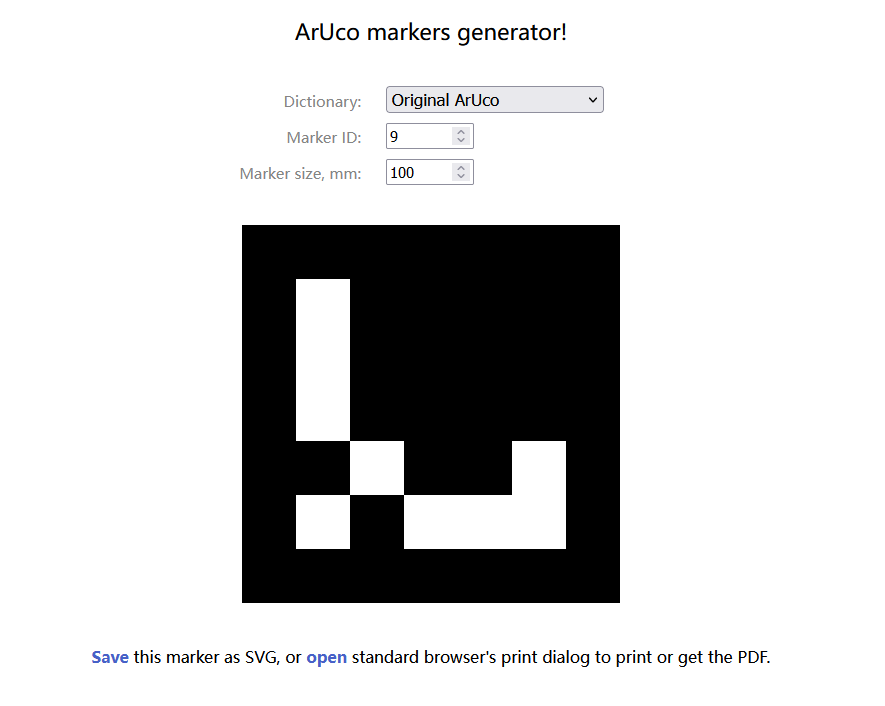 ArUco markers generator!
Dictionary: Original ArUco
Marker ID: 9
Marker size, mm: 100
Save this marker as SVG, or open standard browser's print dialog to print or get the PDF.